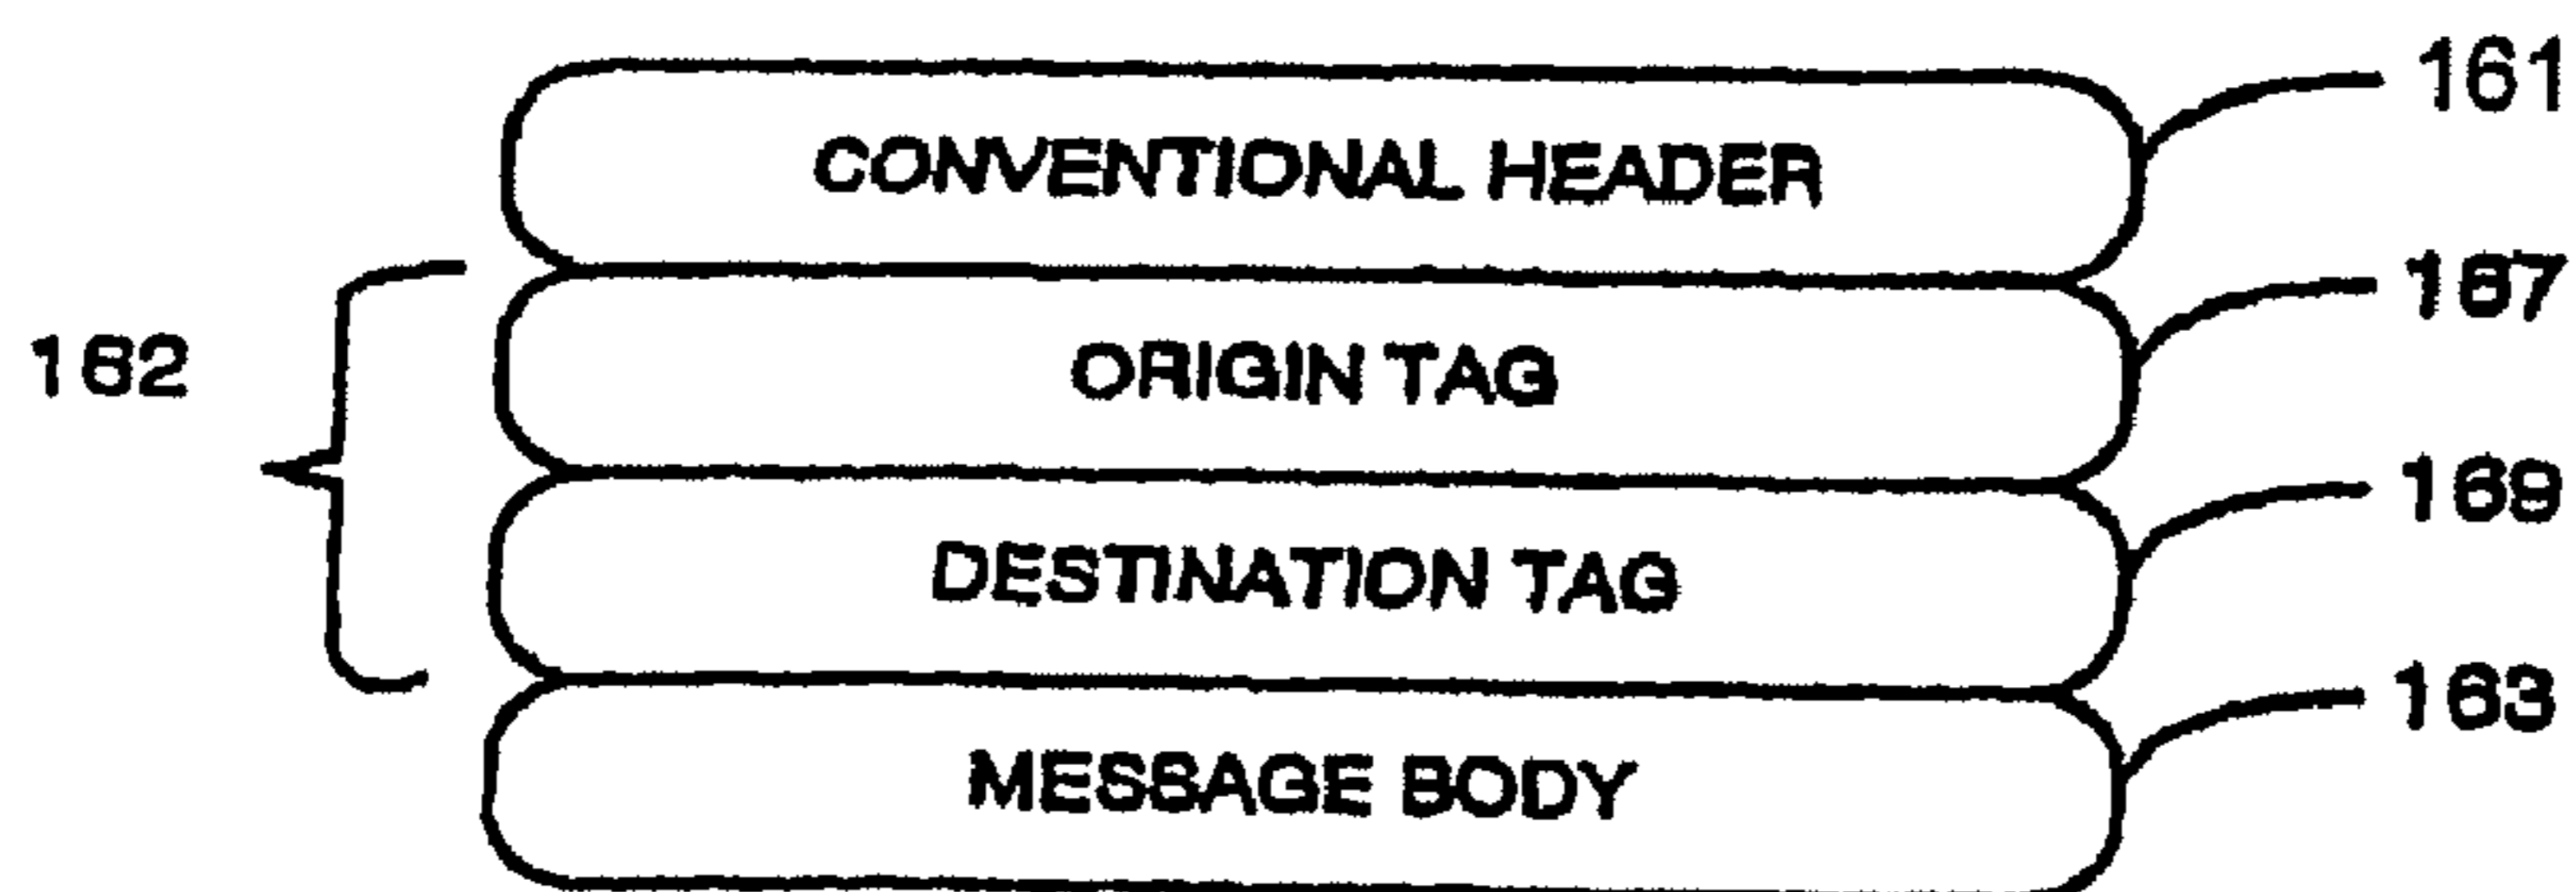 CONVENTIONAL HEADER 161
162 ORIGIN TAG 167
DESTINATION TAG 169
MESSAGE BODY 163